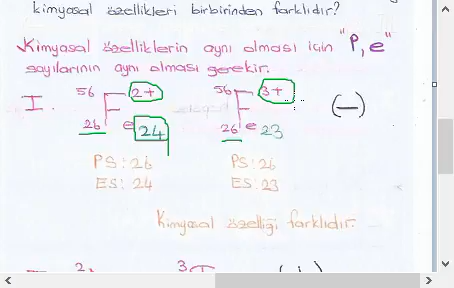 kimyasal özellikleri birbirinden farklıdır?
Kimyasal özelliklerin aynı olması için "P, e"
sayılarının aynı olması gerekir.
I. 56 26 Fe 2+ 24 56 26 Fe 3+ 23 (-)
PS: 26 PS: 26
ES: 24 ES: 23
Kimyasal özelliği farklıdır.